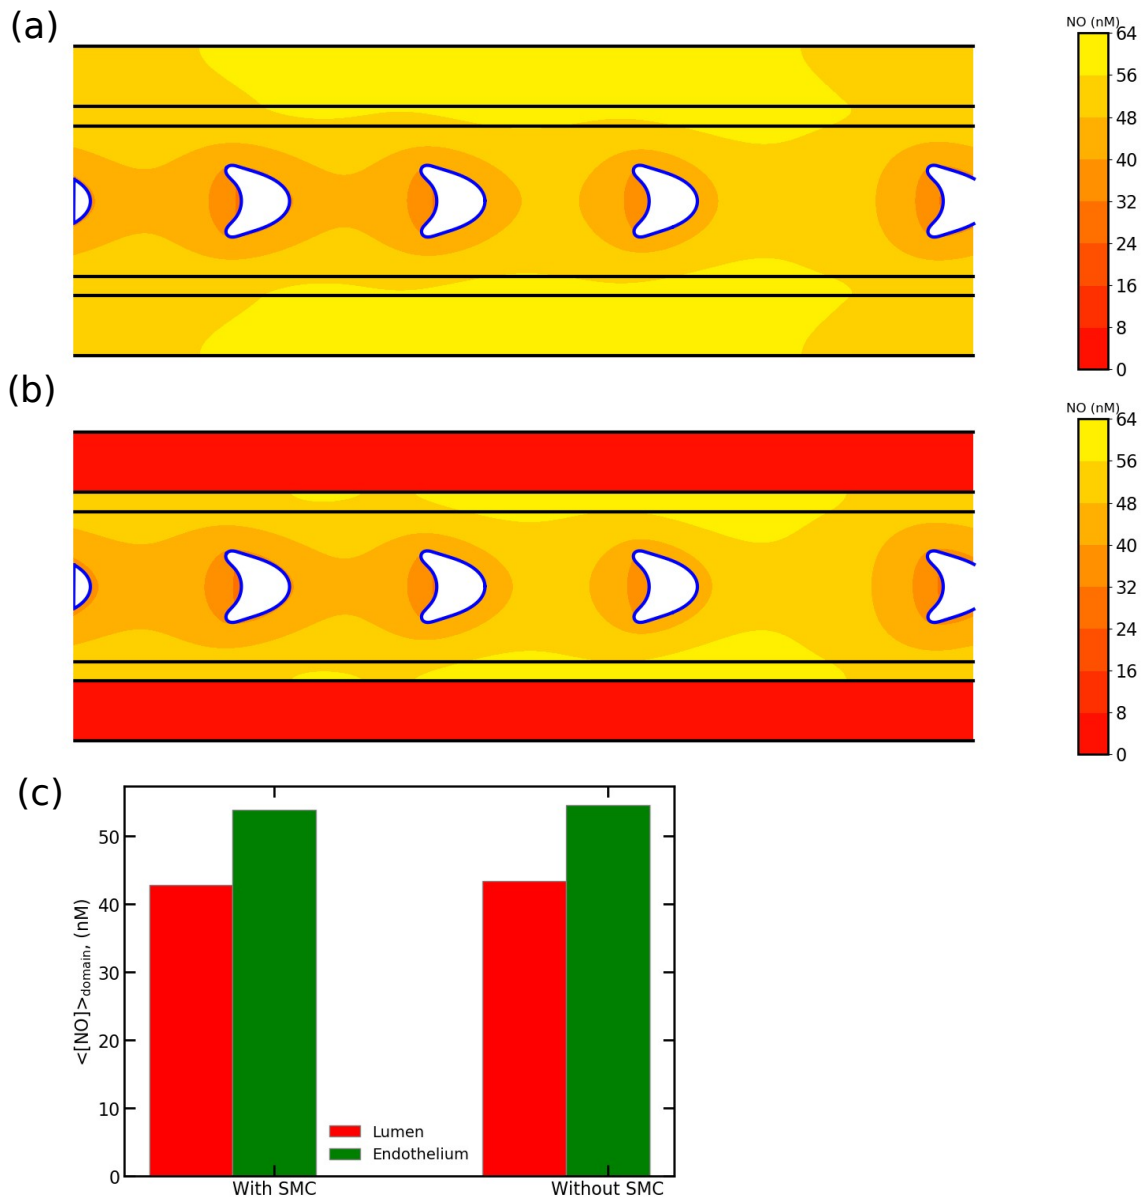 (a)
NO (nM)
64
56
48
40
32
24
16
8
0
(b)
NO (nM)
64
56
48
40
32
24
16
8
0
(c)
<[NO]>domain, (nM)
50
40
30
20
10
0
Lumen
Endothelium
With SMC
Without SMC